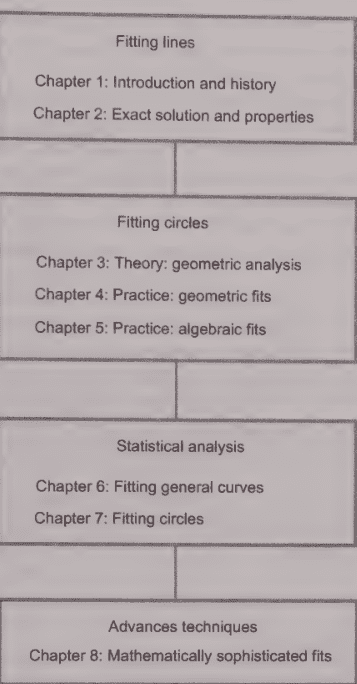 Fitting lines
Chapter 1: Introduction and history
Chapter 2: Exact solution and properties
Fitting circles
Chapter 3: Theory: geometric analysis
Chapter 4: Practice: geometric fits
Chapter 5: Practice: algebraic fits
Statistical analysis
Chapter 6: Fitting general curves
Chapter 7: Fitting circles
Advances techniques
Chapter 8: Mathematically sophisticated fits